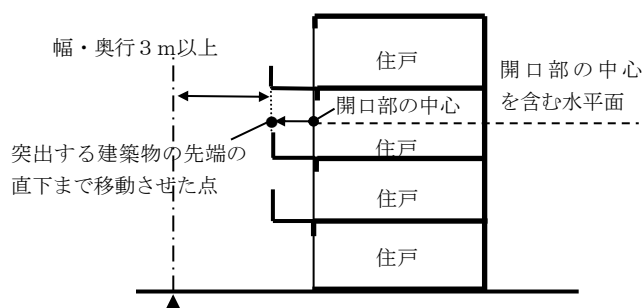 幅・奥行３ｍ以上
住戸
開口部の中心
を含む水平面
開口部の中心
突出する建築物の先端の
直下まで移動させた点
住戸
住戸
住戸